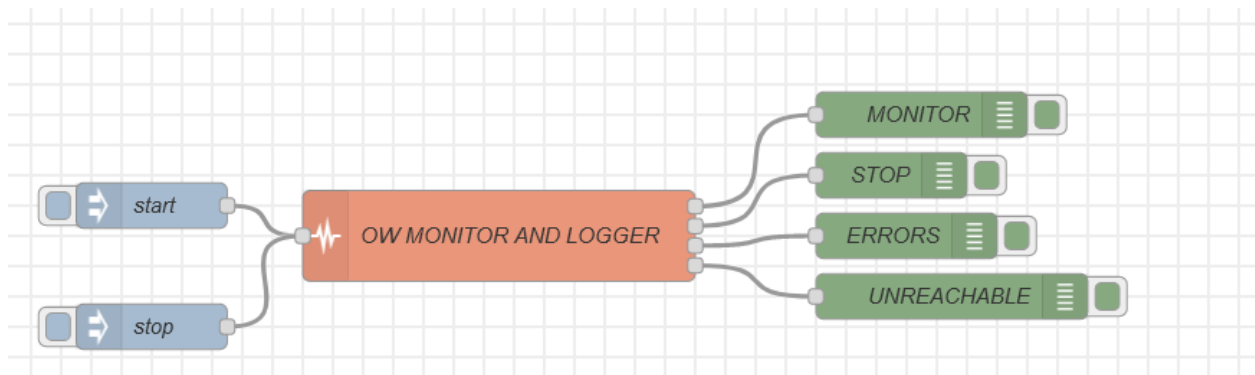 start
stop
OW MONITOR AND LOGGER
MONITOR
STOP
ERRORS
UNREACHABLE